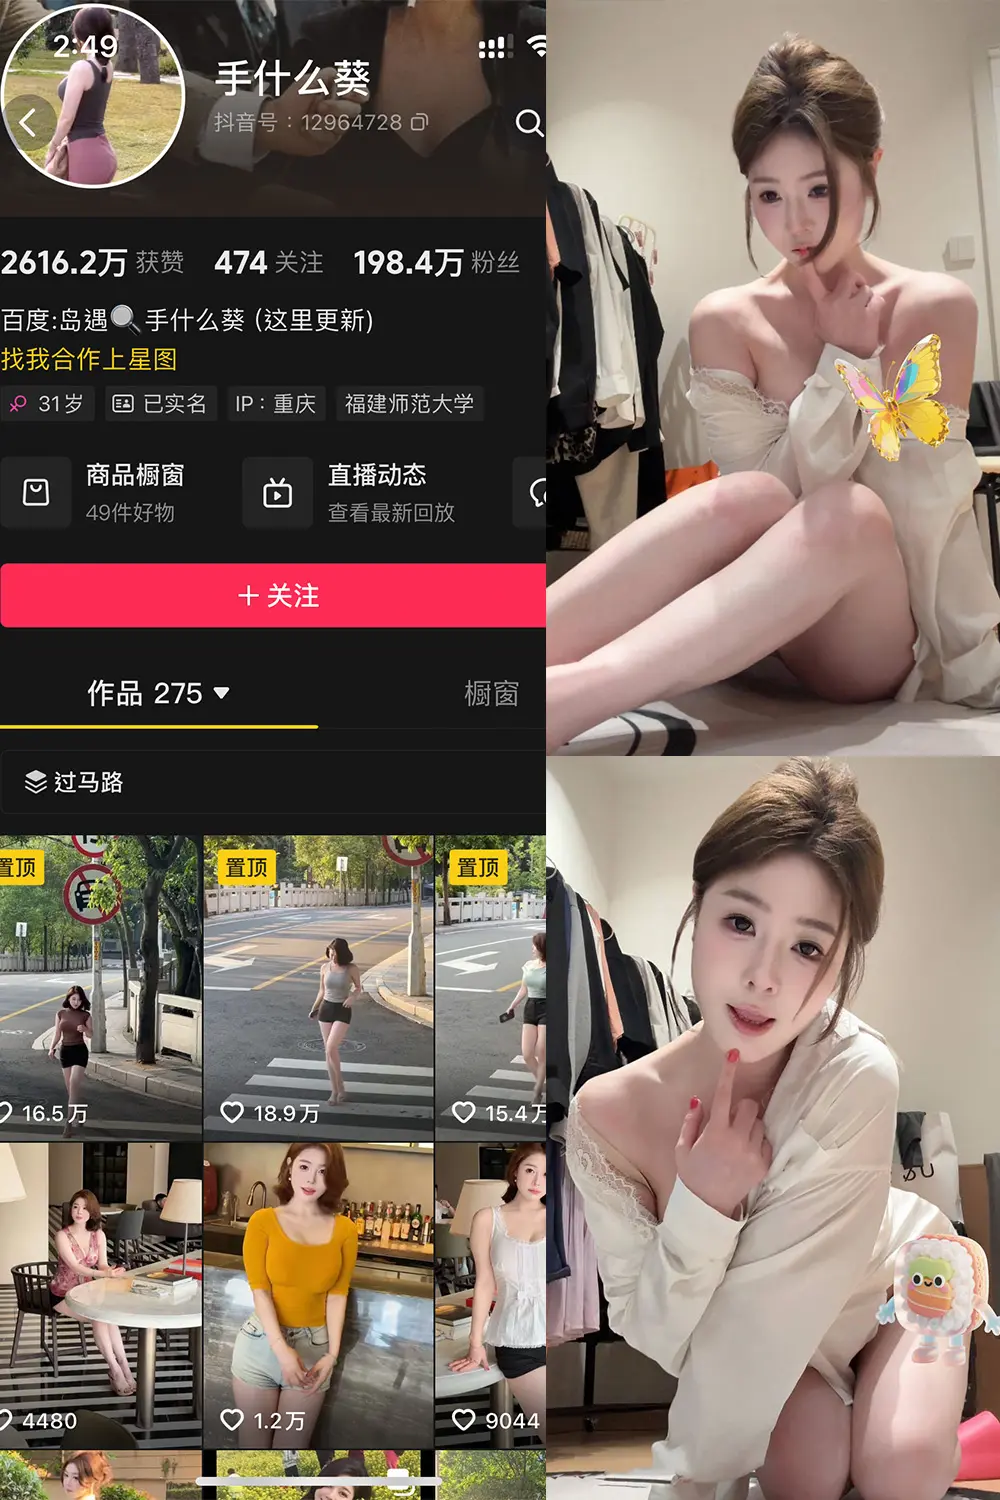 2:49
手什么葵
抖音号：12964728
2616.2万 获赞 474 关注 198.4万 粉丝
百度:岛遇🔍手什么葵 (这里更新)
找我合作上星图
31岁 已实名 IP：重庆 福建师范大学
商品橱窗
49件好物
直播动态
查看最新回放
+ 关注
作品 275 橱窗
过马路
置顶 置顶 置顶
16.5万 18.9万 15.4万
4480 1.2万 9044